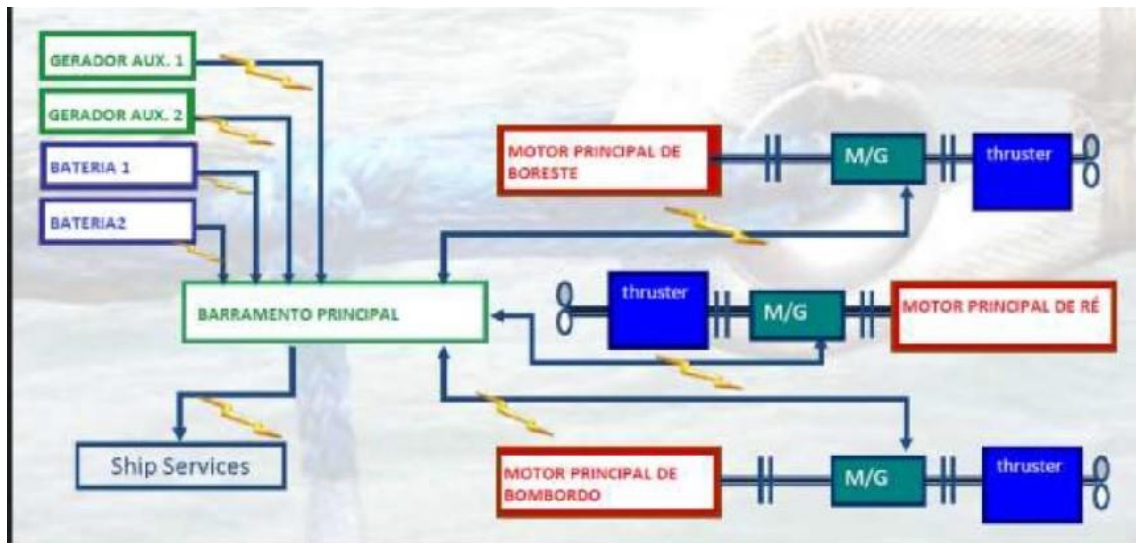 GERADOR AUX. 1
GERADOR AUX. 2
BATERIA 1
BATERIA2
BARRAMENTO PRINCIPAL
Ship Services
MOTOR PRINCIPAL DE
BORESTE
M/G
thruster
thruster
M/G
MOTOR PRINCIPAL DE RÉ
MOTOR PRINCIPAL DE
BOMBORDO
M/G
thruster